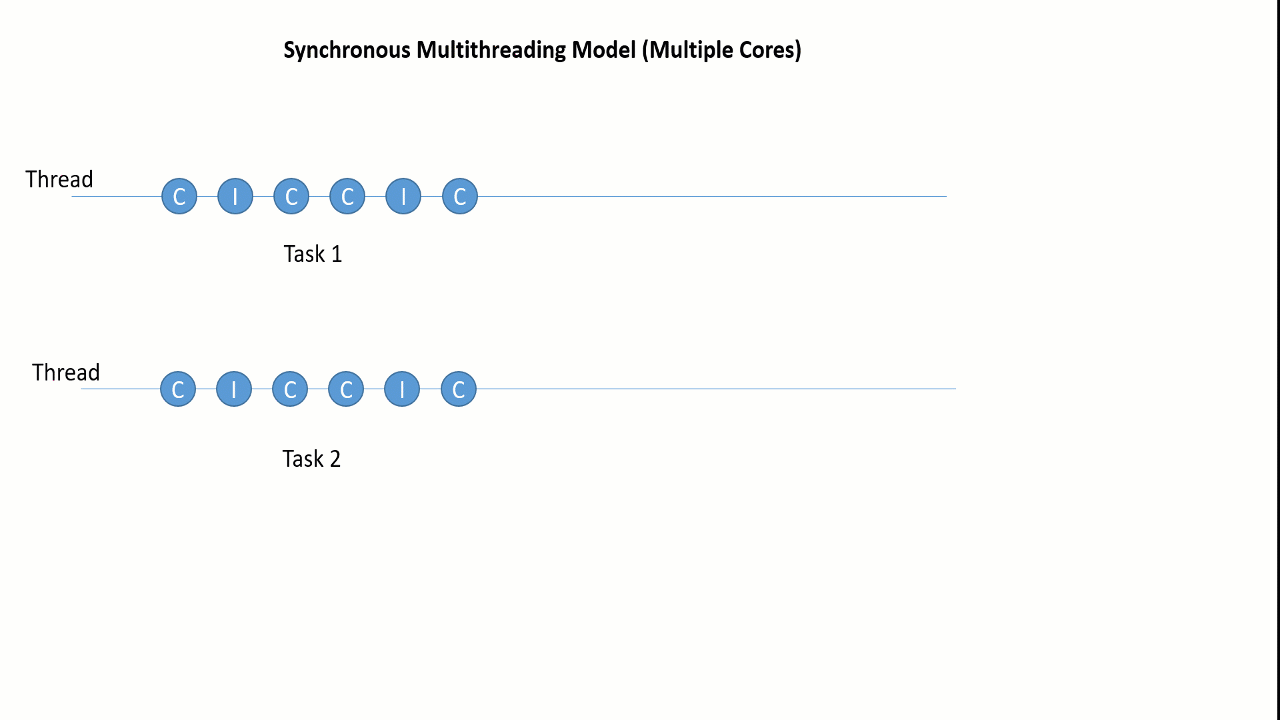 Synchronous Multithreading Model (Multiple Cores)
Thread
C I C C I C
Task 1
Thread
C I C C I C
Task 2